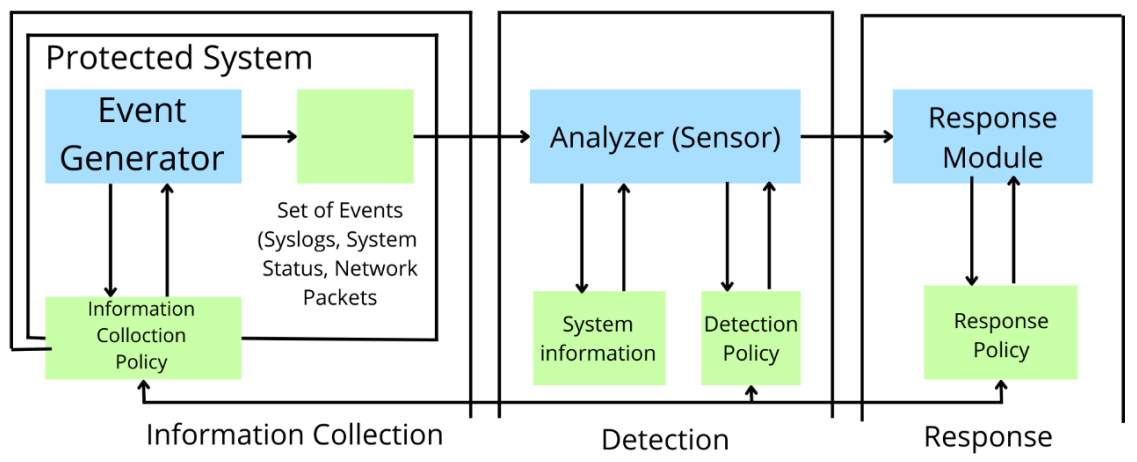 Protected System
Event
Generator
Set of Events
(Syslogs, System
Status, Network
Packets
Information
Colloction
Policy
Information Collection
Analyzer (Sensor)
System
information
Detection
Policy
Detection
Response
Module
Response
Policy
Response